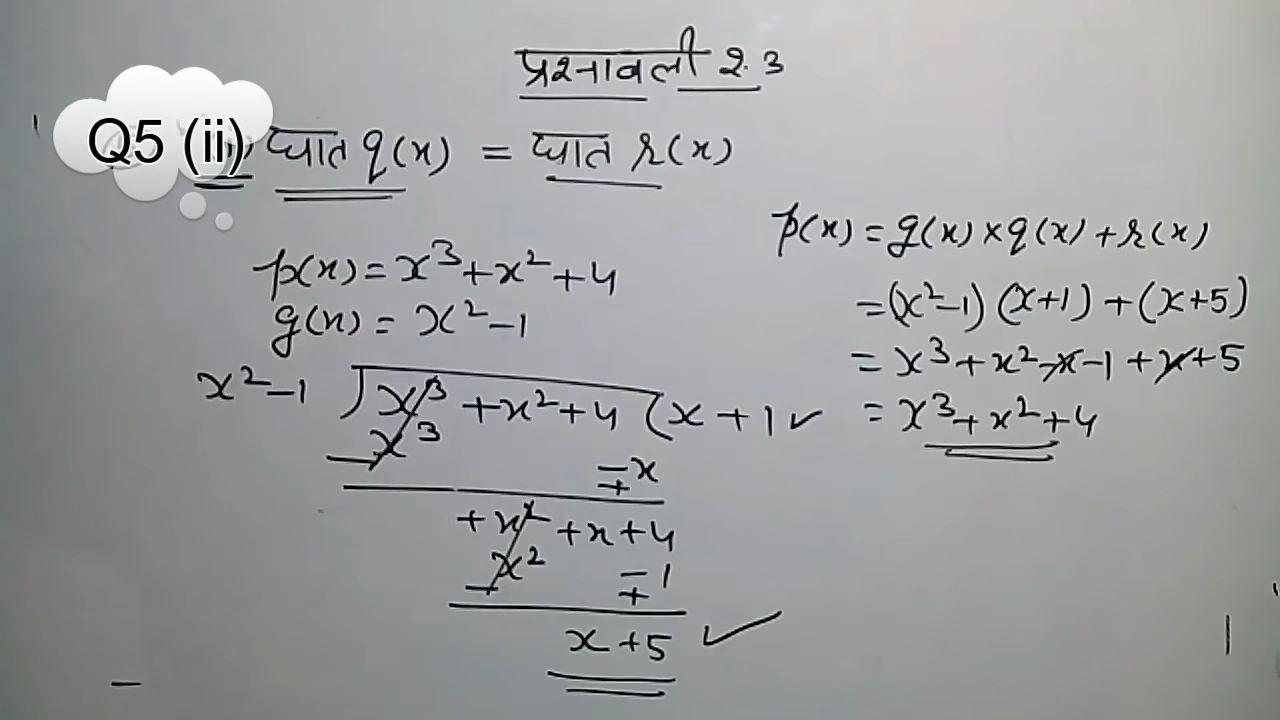 प्रश्नावली 2.3
Q5 (ii) घात q(x) = घात r(x)
p(x) = x³ + x² + 4
g(x) = x² - 1
x² - 1 ) x³ + x² + 4 ( x + 1 ✓
x³
- - x
+
+ x² + x + 4
x² - 1
- +
x + 5 ✓
p(x) = g(x) × q(x) + r(x)
= (x² - 1) (x + 1) + (x + 5)
= x³ + x² - x - 1 + x + 5
= x³ + x² + 4